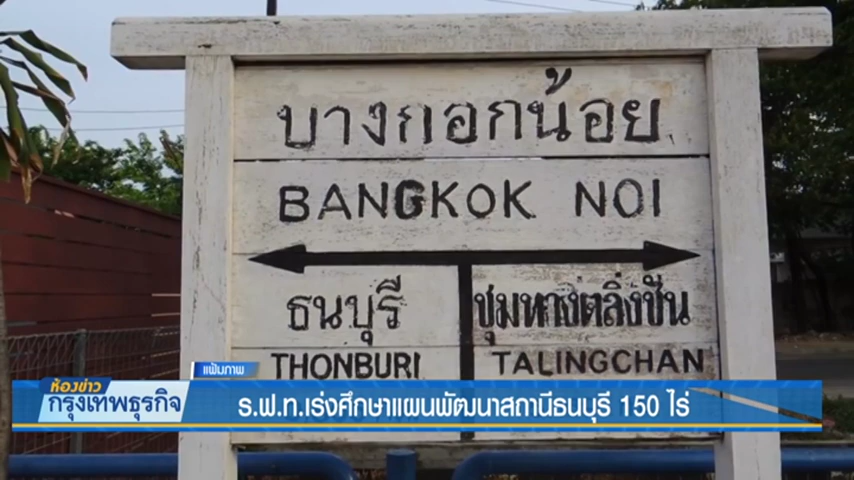 บางกอกน้อย
BANGKOK NOI
ธนบุรี ชุมทางตลิ่งชัน
THONBURI TALINGCHAN
แฟ้มภาพ
ห้องข่าว
กรุงเทพธุรกิจ
ร.ฟ.ท.เร่งศึกษาแผนพัฒนาสถานีธนบุรี 150 ไร่